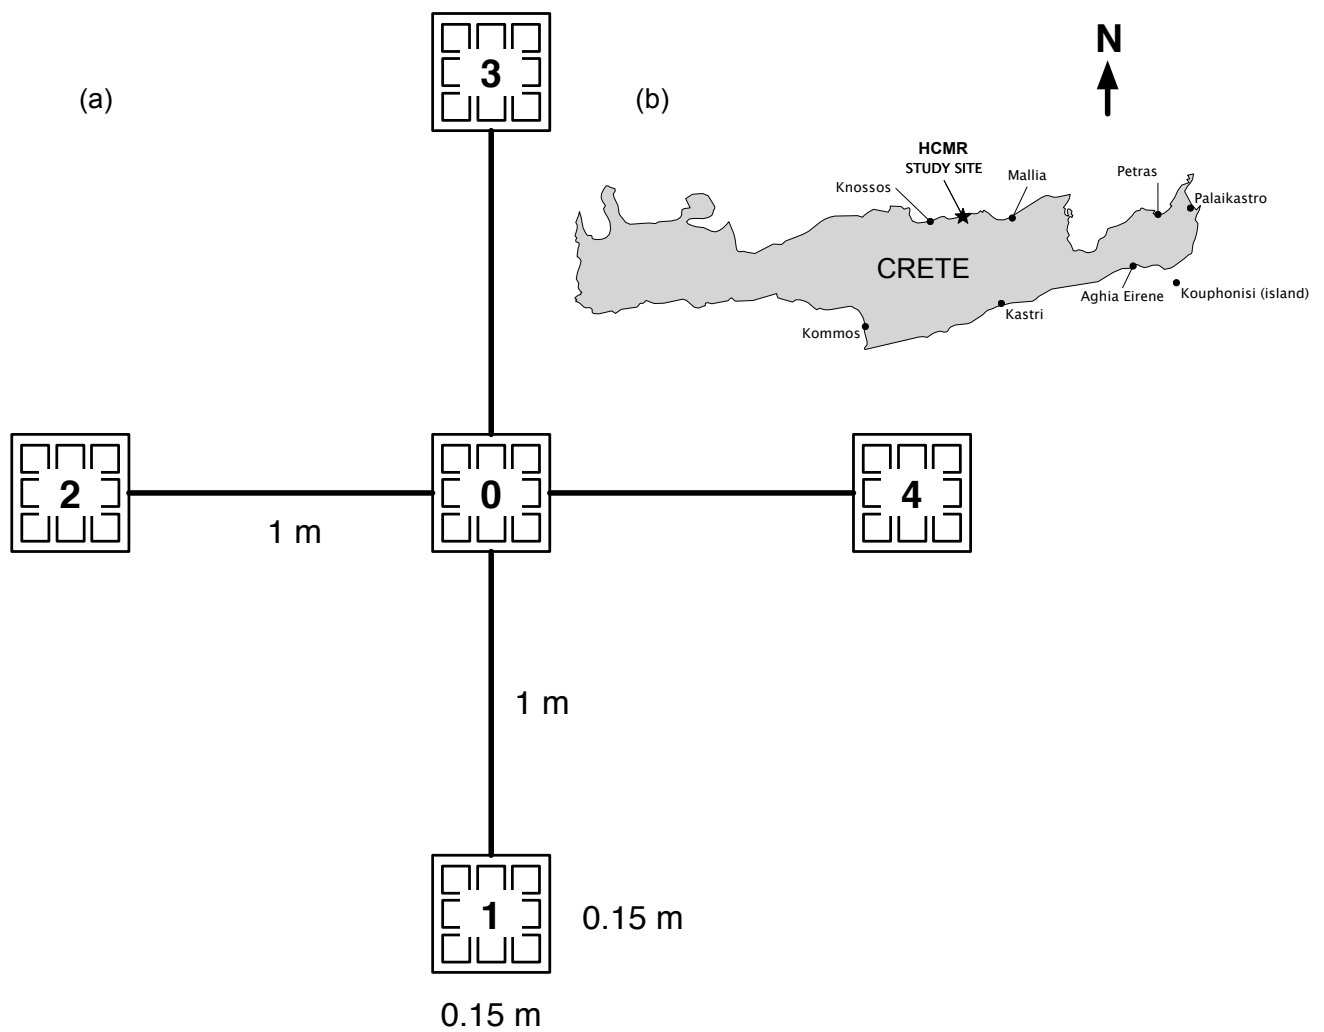 3
(a)
(b)
N
HCMR
STUDY SITE
Knossos
Mallia
Petras
Palaikastro
CRETE
Aghia Eirene
Kouphonisi (island)
Kastri
Kommos
2
0
4
1 m
1 m
1
0.15 m
0.15 m